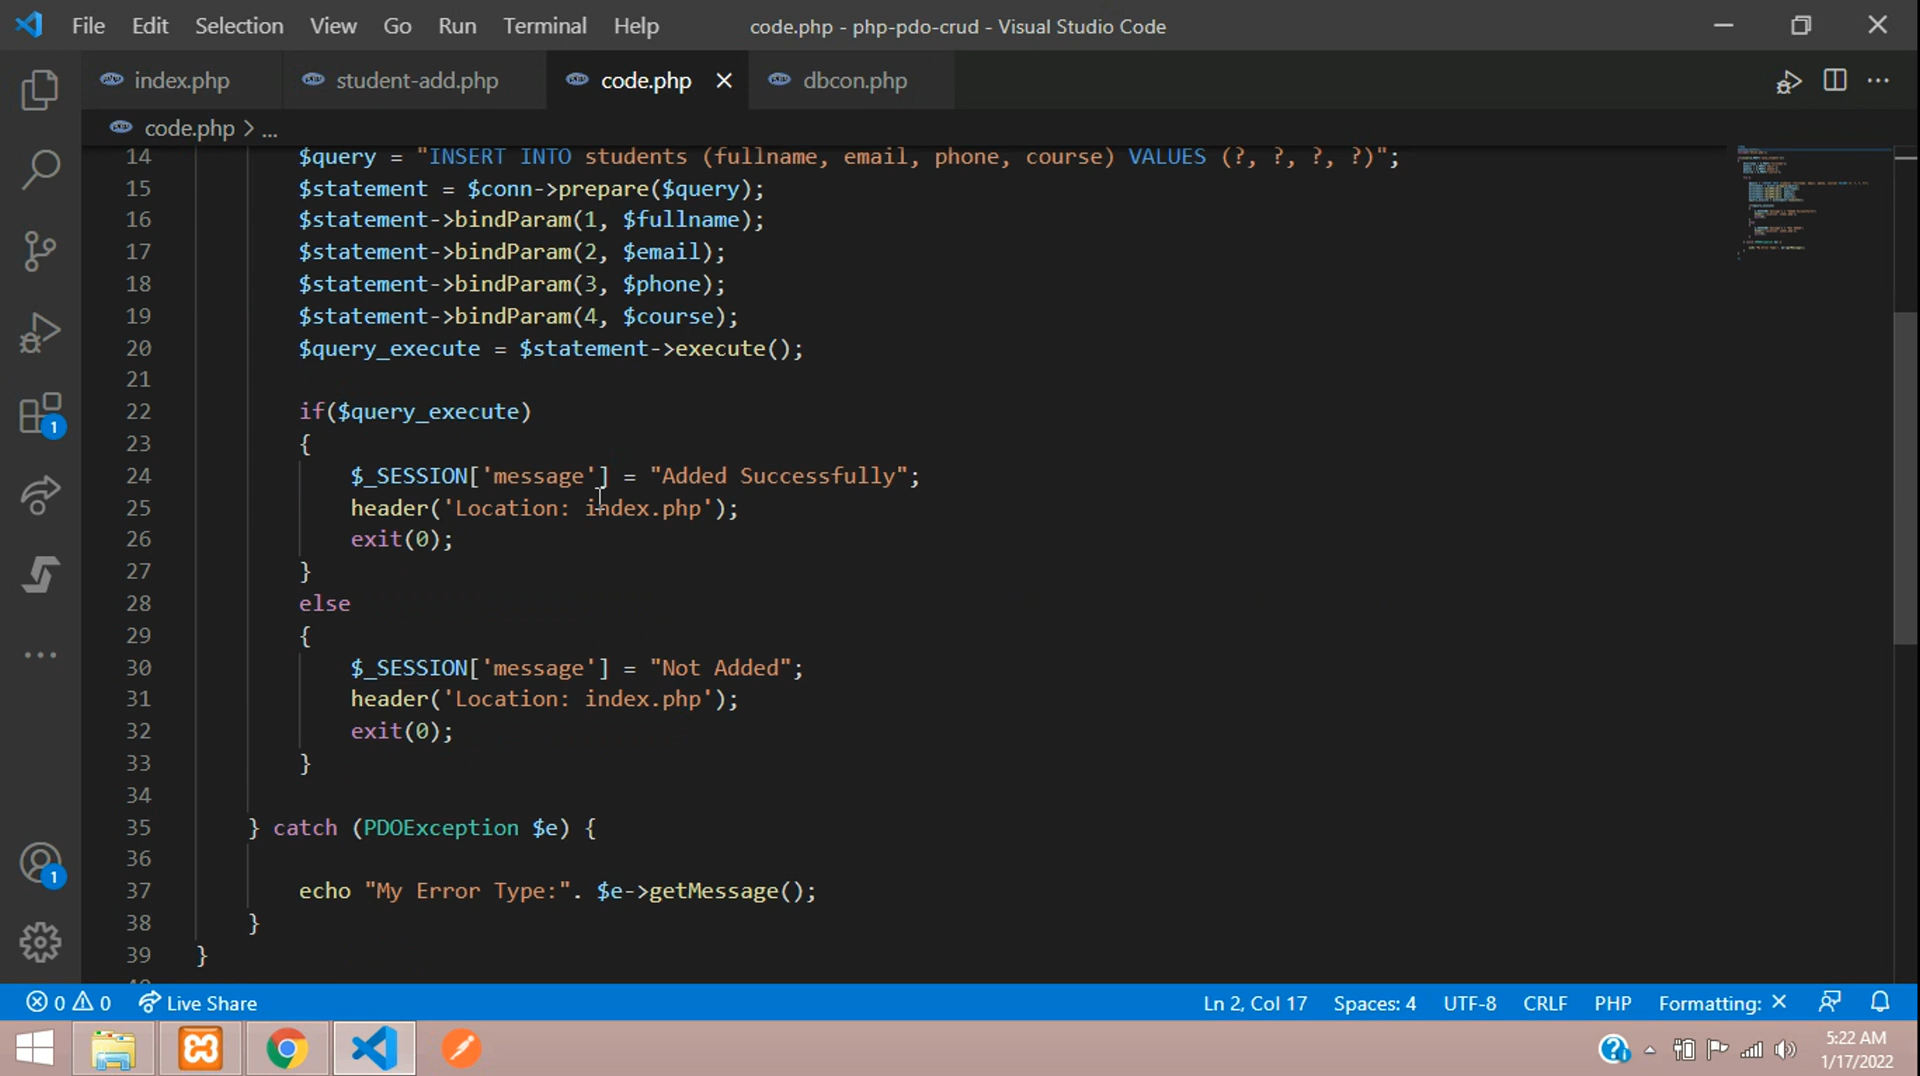 File Edit Selection View Go Run Terminal Help code.php - php-pdo-crud - Visual Studio Code
index.php student-add.php code.php dbcon.php
code.php > ...
14 $query = "INSERT INTO students (fullname, email, phone, course) VALUES (?, ?, ?, ?)";
15 $statement = $conn->prepare($query);
16 $statement->bindParam(1, $fullname);
17 $statement->bindParam(2, $email);
18 $statement->bindParam(3, $phone);
19 $statement->bindParam(4, $course);
20 $query_execute = $statement->execute();
21
22 if($query_execute)
23 {
24 $_SESSION['message'] = "Added Successfully";
25 header('Location: index.php');
26 exit(0);
27 }
28 else
29 {
30 $_SESSION['message'] = "Not Added";
31 header('Location: index.php');
32 exit(0);
33 }
34
35 } catch (PDOException $e) {
36
37 echo "My Error Type:". $e->getMessage();
38 }
39 }
1
1
0 0 Live Share Ln 2, Col 17 Spaces: 4 UTF-8 CRLF PHP Formatting: ×
5:22 AM
1/17/2022